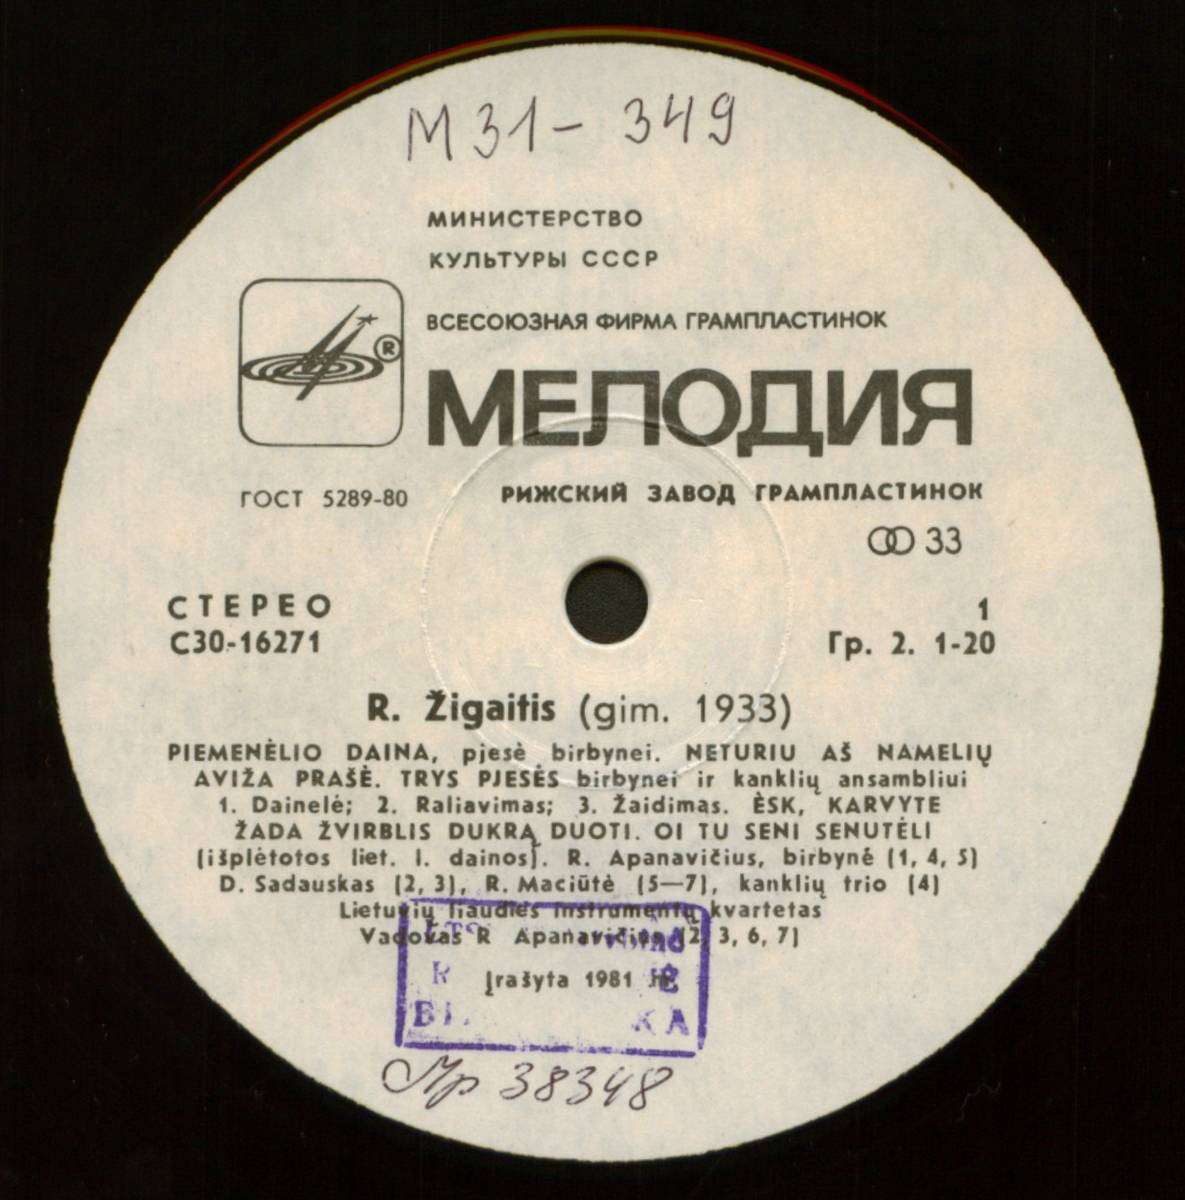 М31-349
МИНИСТЕРСТВО
КУЛЬТУРЫ СССР
ВСЕСОЮЗНАЯ ФИРМА ГРАМПЛАСТИНОК
®
МЕЛОДИЯ
ГОСТ 5289-80
РИЖСКИЙ ЗАВОД ГРАМПЛАСТИНОК
33
СТЕРЕО
1
С30-16271
Гр. 2. 1-20
R. Žigaitis (gim. 1933)
PIEMENĖLIO DAINA, pjesė birbynei. NETURIU AŠ NAMELIŲ
AVIŽA PRAŠĖ. TRYS PJESĖS birbynei ir kanklių ansambliui
1. Dainelė; 2. Raliavimas; 3. Žaidimas. ĖSK, KARVYTE
ŽADA ŽVIRBLIS DUKRĄ DUOTI. OI TU SENI SENUTĖLI
(išplėtotos liet. l. dainos). R. Apanavičius, birbynė (1, 4, 5)
D. Sadauskas (2, 3), R. Maciūtė (5—7), kanklių trio (4)
Lietuvių liaudies instrumentų kvartetas
Vadovas R Apanavičius (2, 3, 6, 7)
Įrašyta 1981 m.
Мр 38348